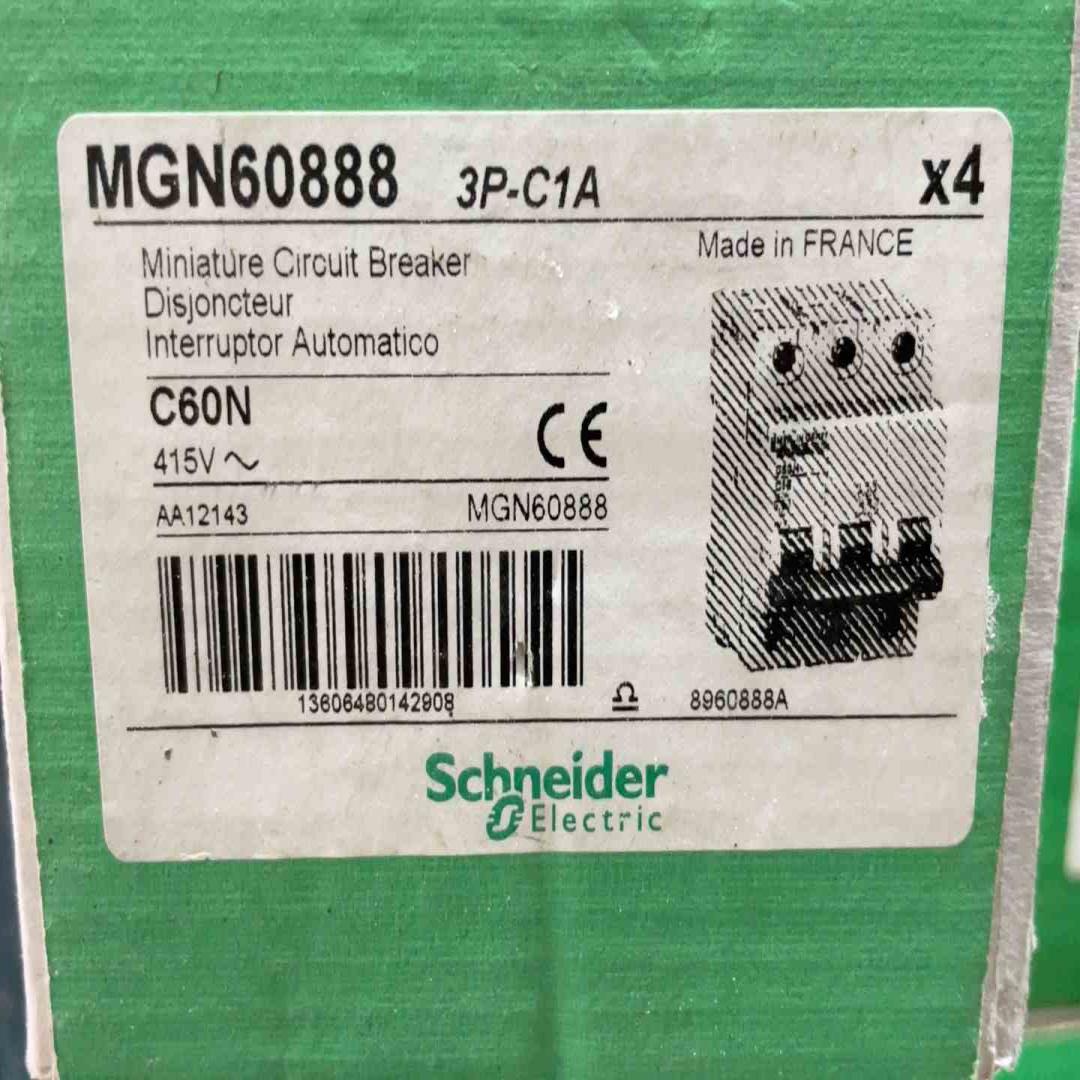 MGN60888 3P-C1A x4
Miniature Circuit Breaker Made in FRANCE
Disjoncteur
Interruptor Automatico
C60N
415V ~ CE
AA12143 MGN60888
13606480142908 8960888A
Schneider
Electric